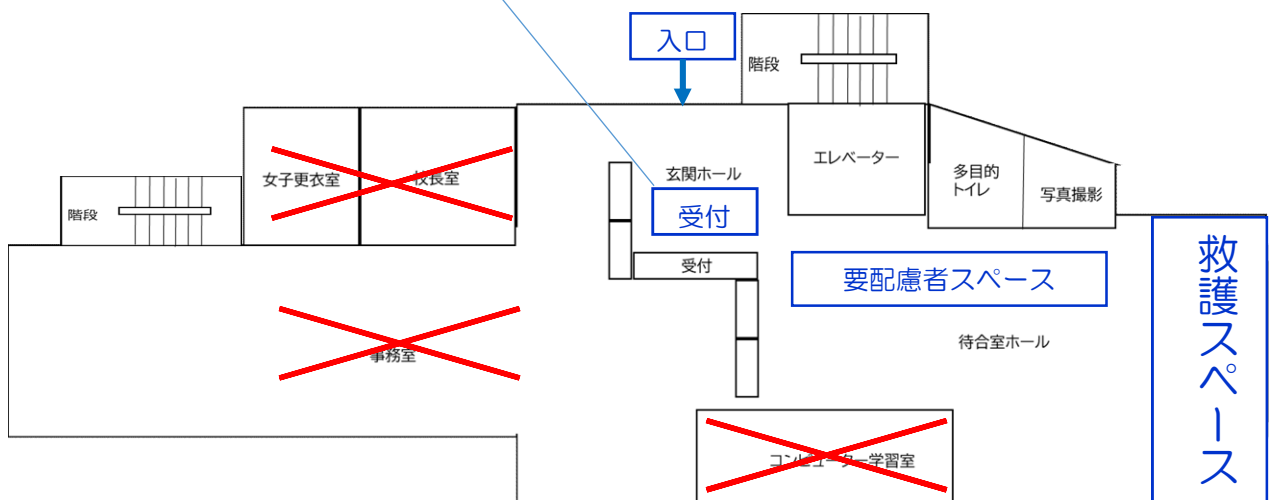 入口
階段
エレベーター
多目的
トイレ
写真撮影
玄関ホール
受付
受付
女子更衣室
校長室
階段
要配慮者スペース
救護スペース
待合室ホール
事務室
コンピューター学習室